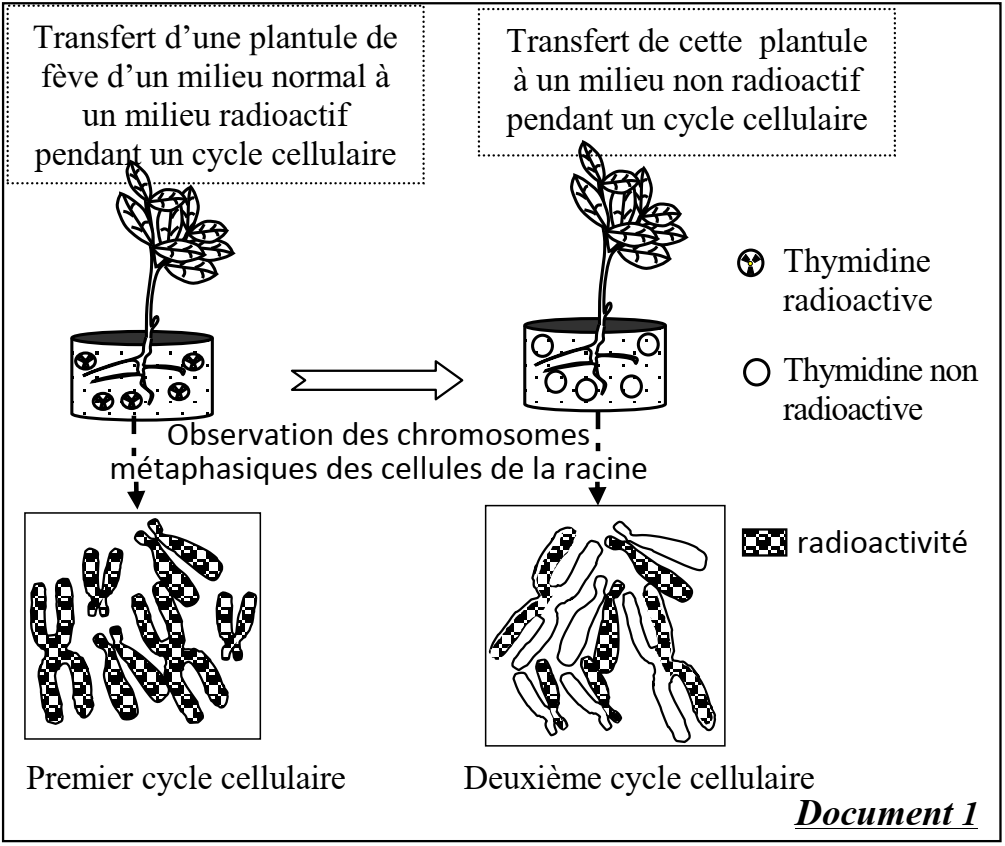 Transfert d’une plantule de
fève d’un milieu normal à
un milieu radioactif
pendant un cycle cellulaire
Transfert de cette plantule
à un milieu non radioactif
pendant un cycle cellulaire
Thymidine
radioactive
Thymidine non
radioactive
Observation des chromosomes
métaphasiques des cellules de la racine
radioactivité
Premier cycle cellulaire
Deuxième cycle cellulaire
Document 1